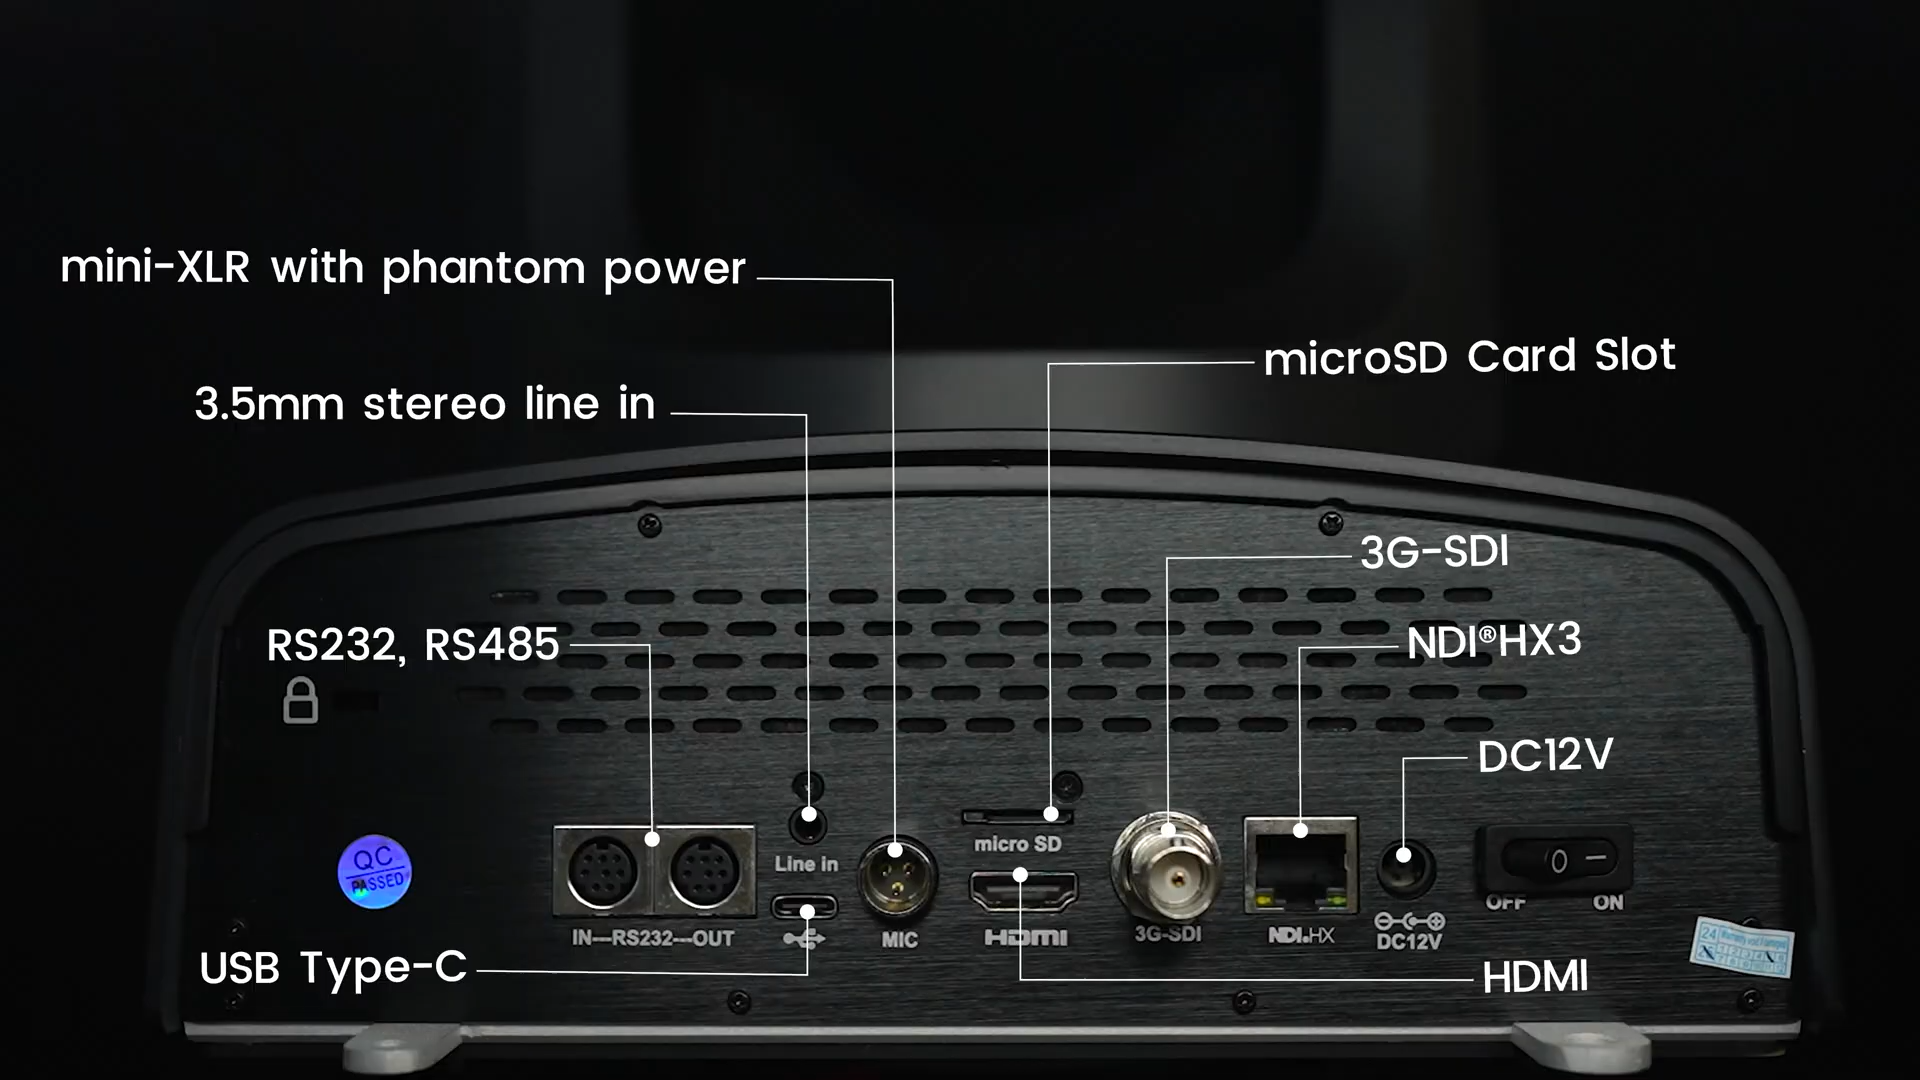 mini-XLR with phantom power
microSD Card Slot
3.5mm stereo line in
3G-SDI
RS232, RS485
NDI®HX3
DC12V
QC
PASSED
Line in
micro SD
IN---RS232---OUT
MIC
HDMI
3G-SDI
NDI.HX
DC12V
OFF
O
ON
24
USB Type-C
HDMI